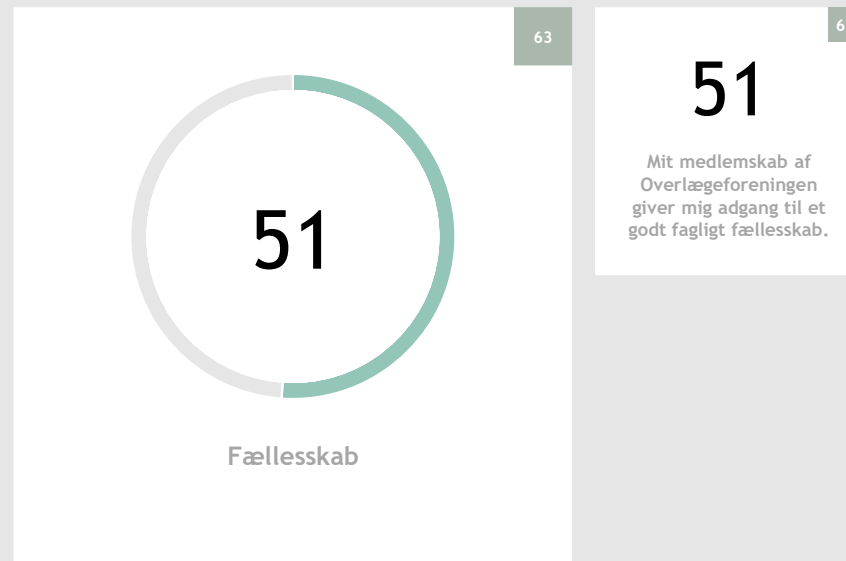 63
51
Fællesskab
51
Mit medlemskab af
Overlægeforeningen
giver mig adgang til et
godt fagligt fællesskab.